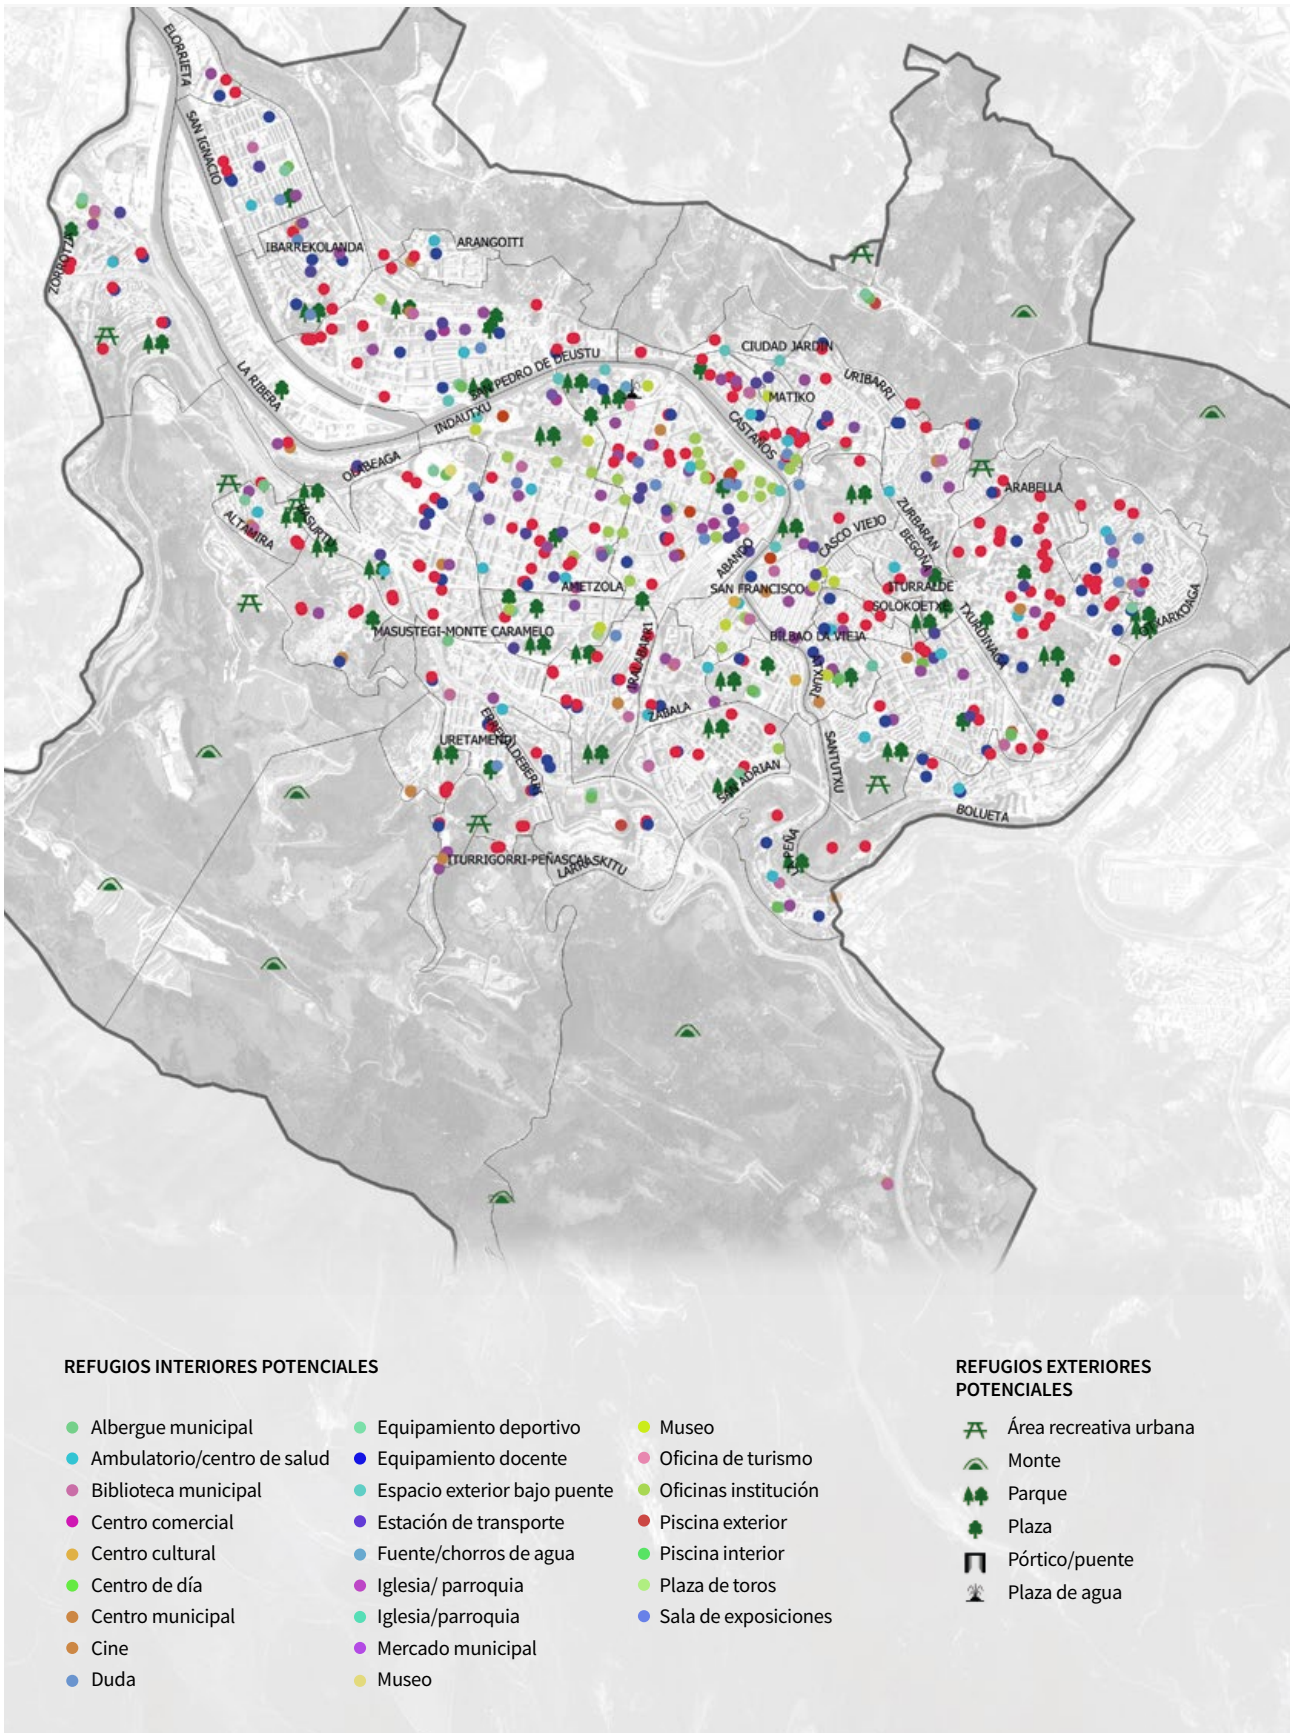 ELORRIETA
SAN IGNACIO
ZORROTZA
IBARREKOLANDA
ARANGOITI
CIUDAD JARDIN
SAN PEDRO DE DEUSTU
LA RIBERA
URIBARRI
MATIKO
INDAUTXU
CASTAÑOS
OLABEAGA
ARABELLA
ALTAMIRA
BASURTU
ZURBARAN
CASCO VIEJO
BEGOÑA
ABANDO
AMETZOLA
SAN FRANCISCO
ITURRALDE
SOLOKOETXE
TXURDINAGA
OTXARKOAGA
MASUSTEGI-MONTE CARAMELO
BILBAO LA VIEJA
IRALABARRI
ATXURI
ZABALA
URETAMENDI
ERREKALDEBERRI
SANTUTXU
SAN ADRIAN
BOLUETA
LA PEÑA
ITURRIGORRI-PEÑASCAL
LARRASKITU
REFUGIOS INTERIORES POTENCIALES
Albergue municipal
Ambulatorio/centro de salud
Biblioteca municipal
Centro comercial
Centro cultural
Centro de día
Centro municipal
Cine
Duda
Equipamiento deportivo
Equipamiento docente
Espacio exterior bajo puente
Estación de transporte
Fuente/chorros de agua
Iglesia/ parroquia
Iglesia/parroquia
Mercado municipal
Museo
Museo
Oficina de turismo
Oficinas institución
Piscina exterior
Piscina interior
Plaza de toros
Sala de exposiciones
REFUGIOS EXTERIORES
POTENCIALES
Área recreativa urbana
Monte
Parque
Plaza
Pórtico/puente
Plaza de agua